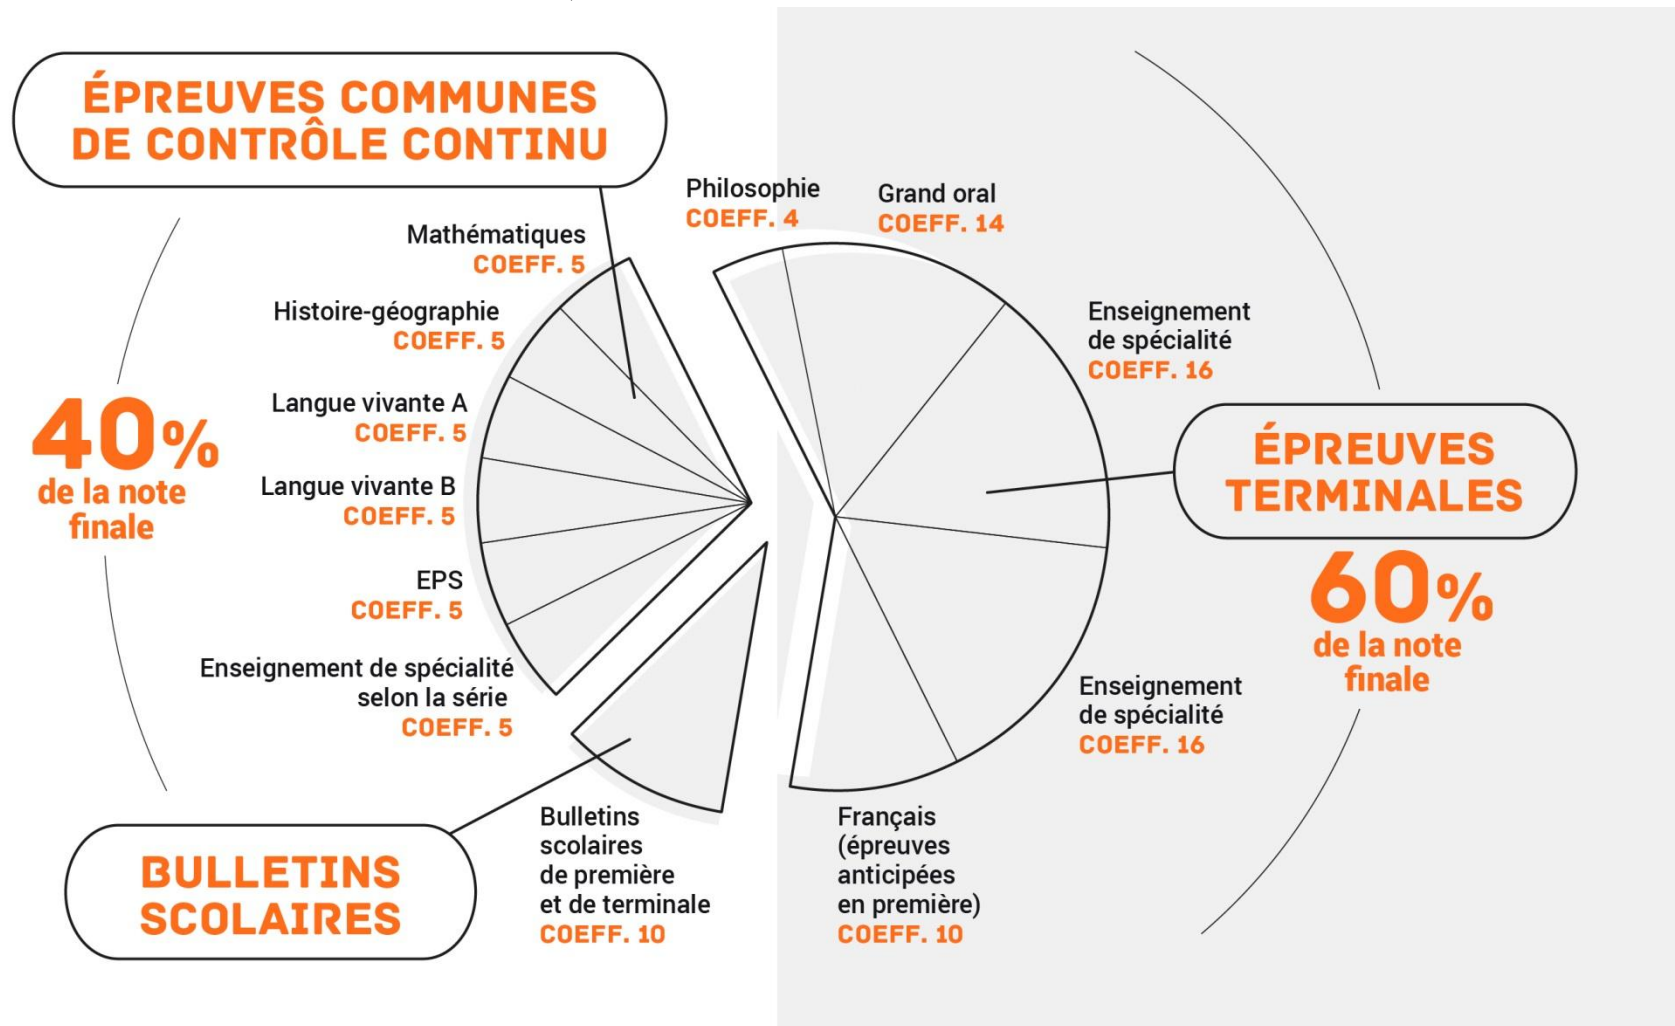 ÉPREUVES COMMUNES
DE CONTRÔLE CONTINU
Mathématiques
COEFF. 5
Histoire-géographie
COEFF. 5
Langue vivante A
COEFF. 5
Langue vivante B
COEFF. 5
EPS
COEFF. 5
Enseignement de spécialité
selon la série
COEFF. 5
40%
de la note
finale
BULLETINS
SCOLAIRES
Bulletins
scolaires
de première
et de terminale
COEFF. 10
Philosophie
COEFF. 4
Grand oral
COEFF. 14
Enseignement
de spécialité
COEFF. 16
ÉPREUVES
TERMINALES
60%
de la note
finale
Enseignement
de spécialité
COEFF. 16
Français
(épreuves
anticipées
en première)
COEFF. 10